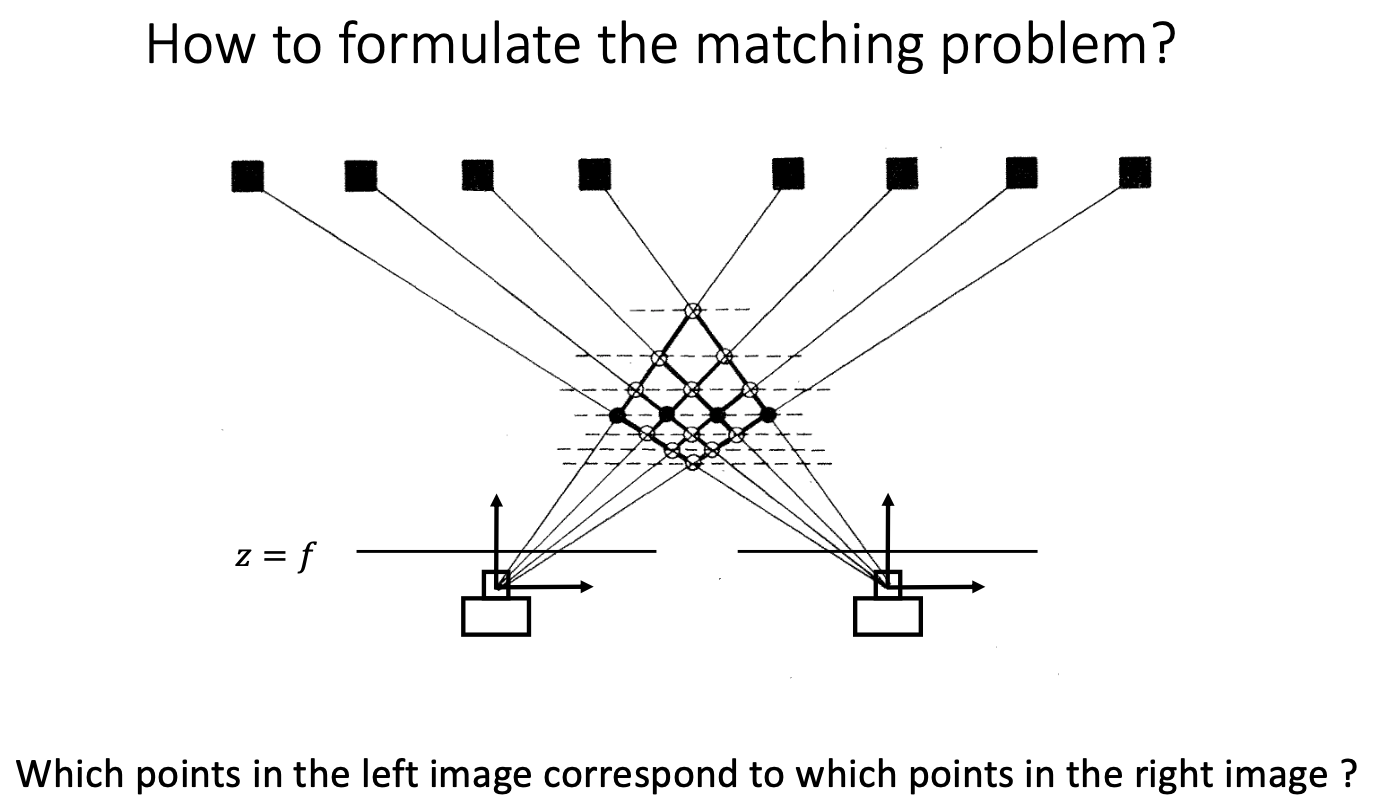 How to formulate the matching problem?
z = f
Which points in the left image correspond to which points in the right image ?